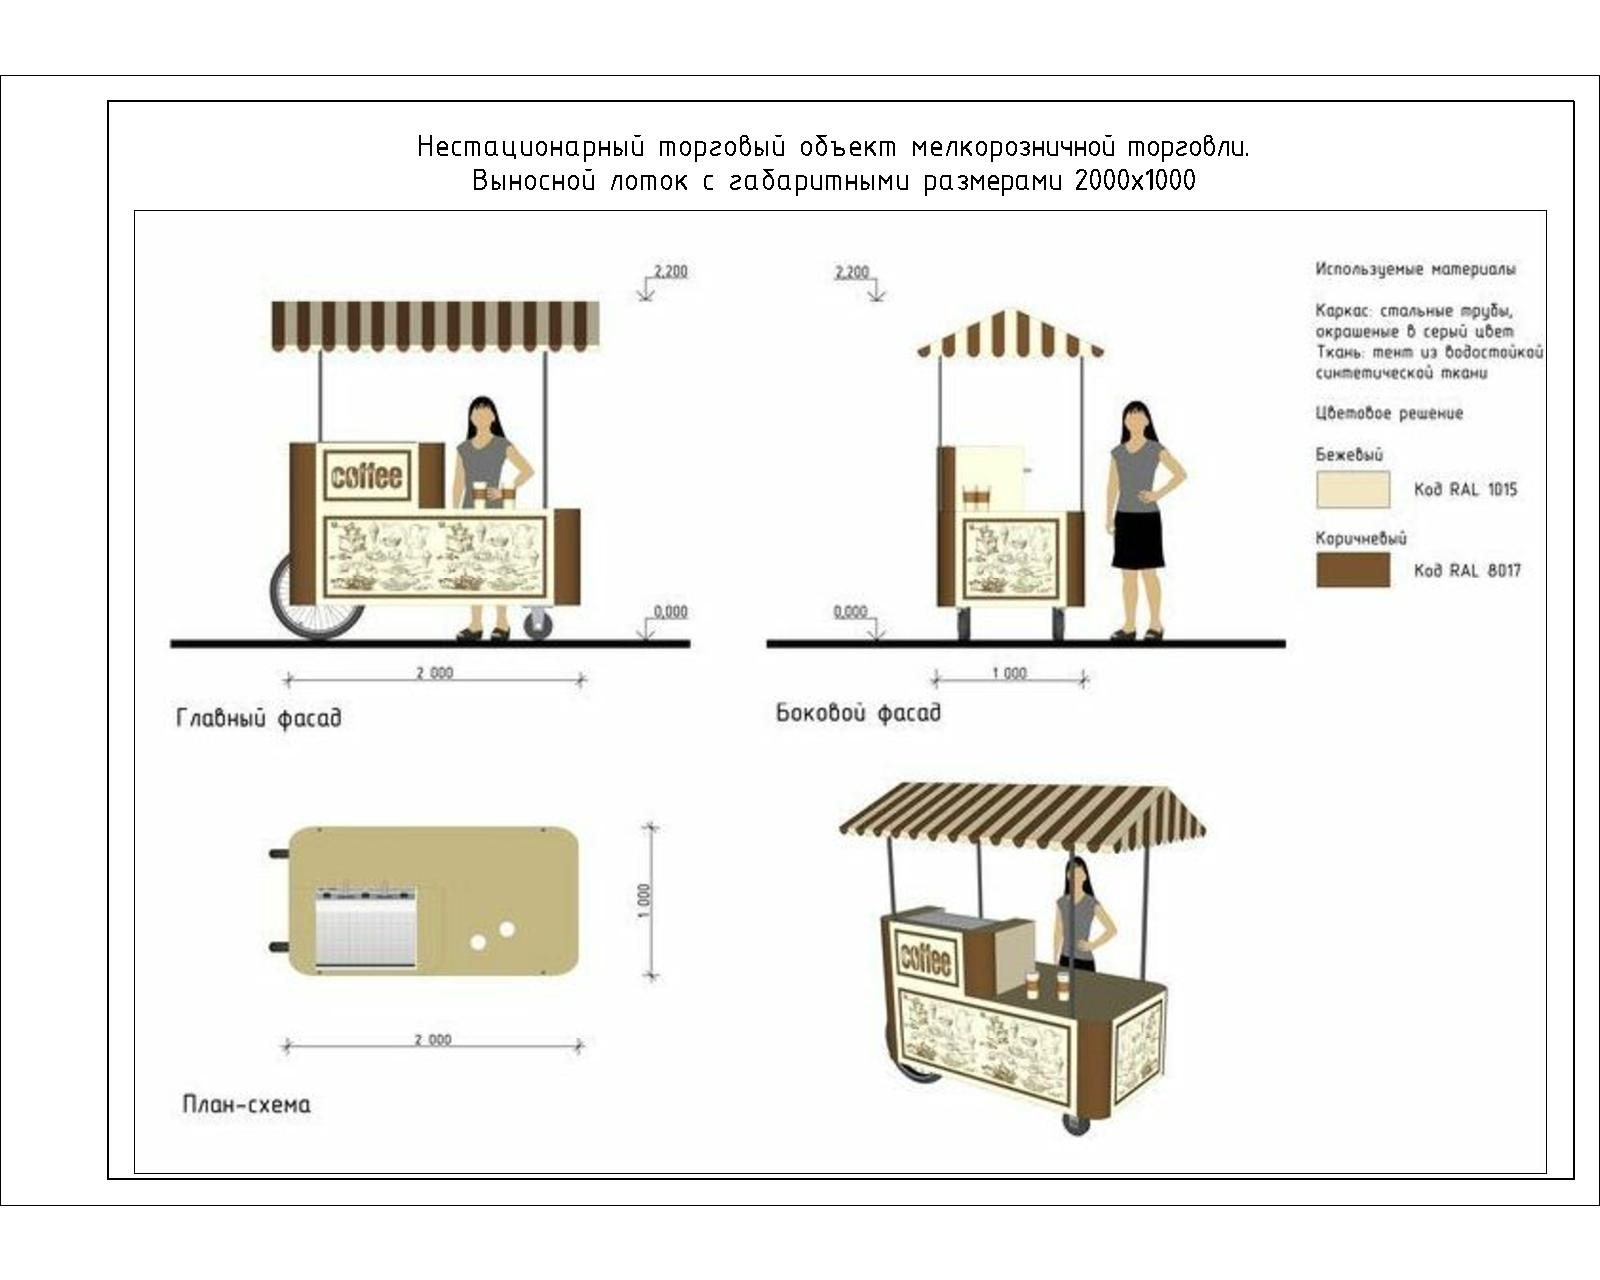 Нестационарный торговый объект мелкорозничной торговли.
Выносной лоток с габаритными размерами 2000х1000
2,200
2,200
Используемые материалы
Каркас: стальные трубы,
окрашеные в серый цвет
Ткань: тент из водостойкой
синтетической ткани
Цветовое решение
Бежевый
Код RAL 1015
Коричневый
Код RAL 8017
coffee
0,000
0,000
2 000
1 000
Главный фасад
Боковой фасад
1 000
2 000
План-схема
coffee